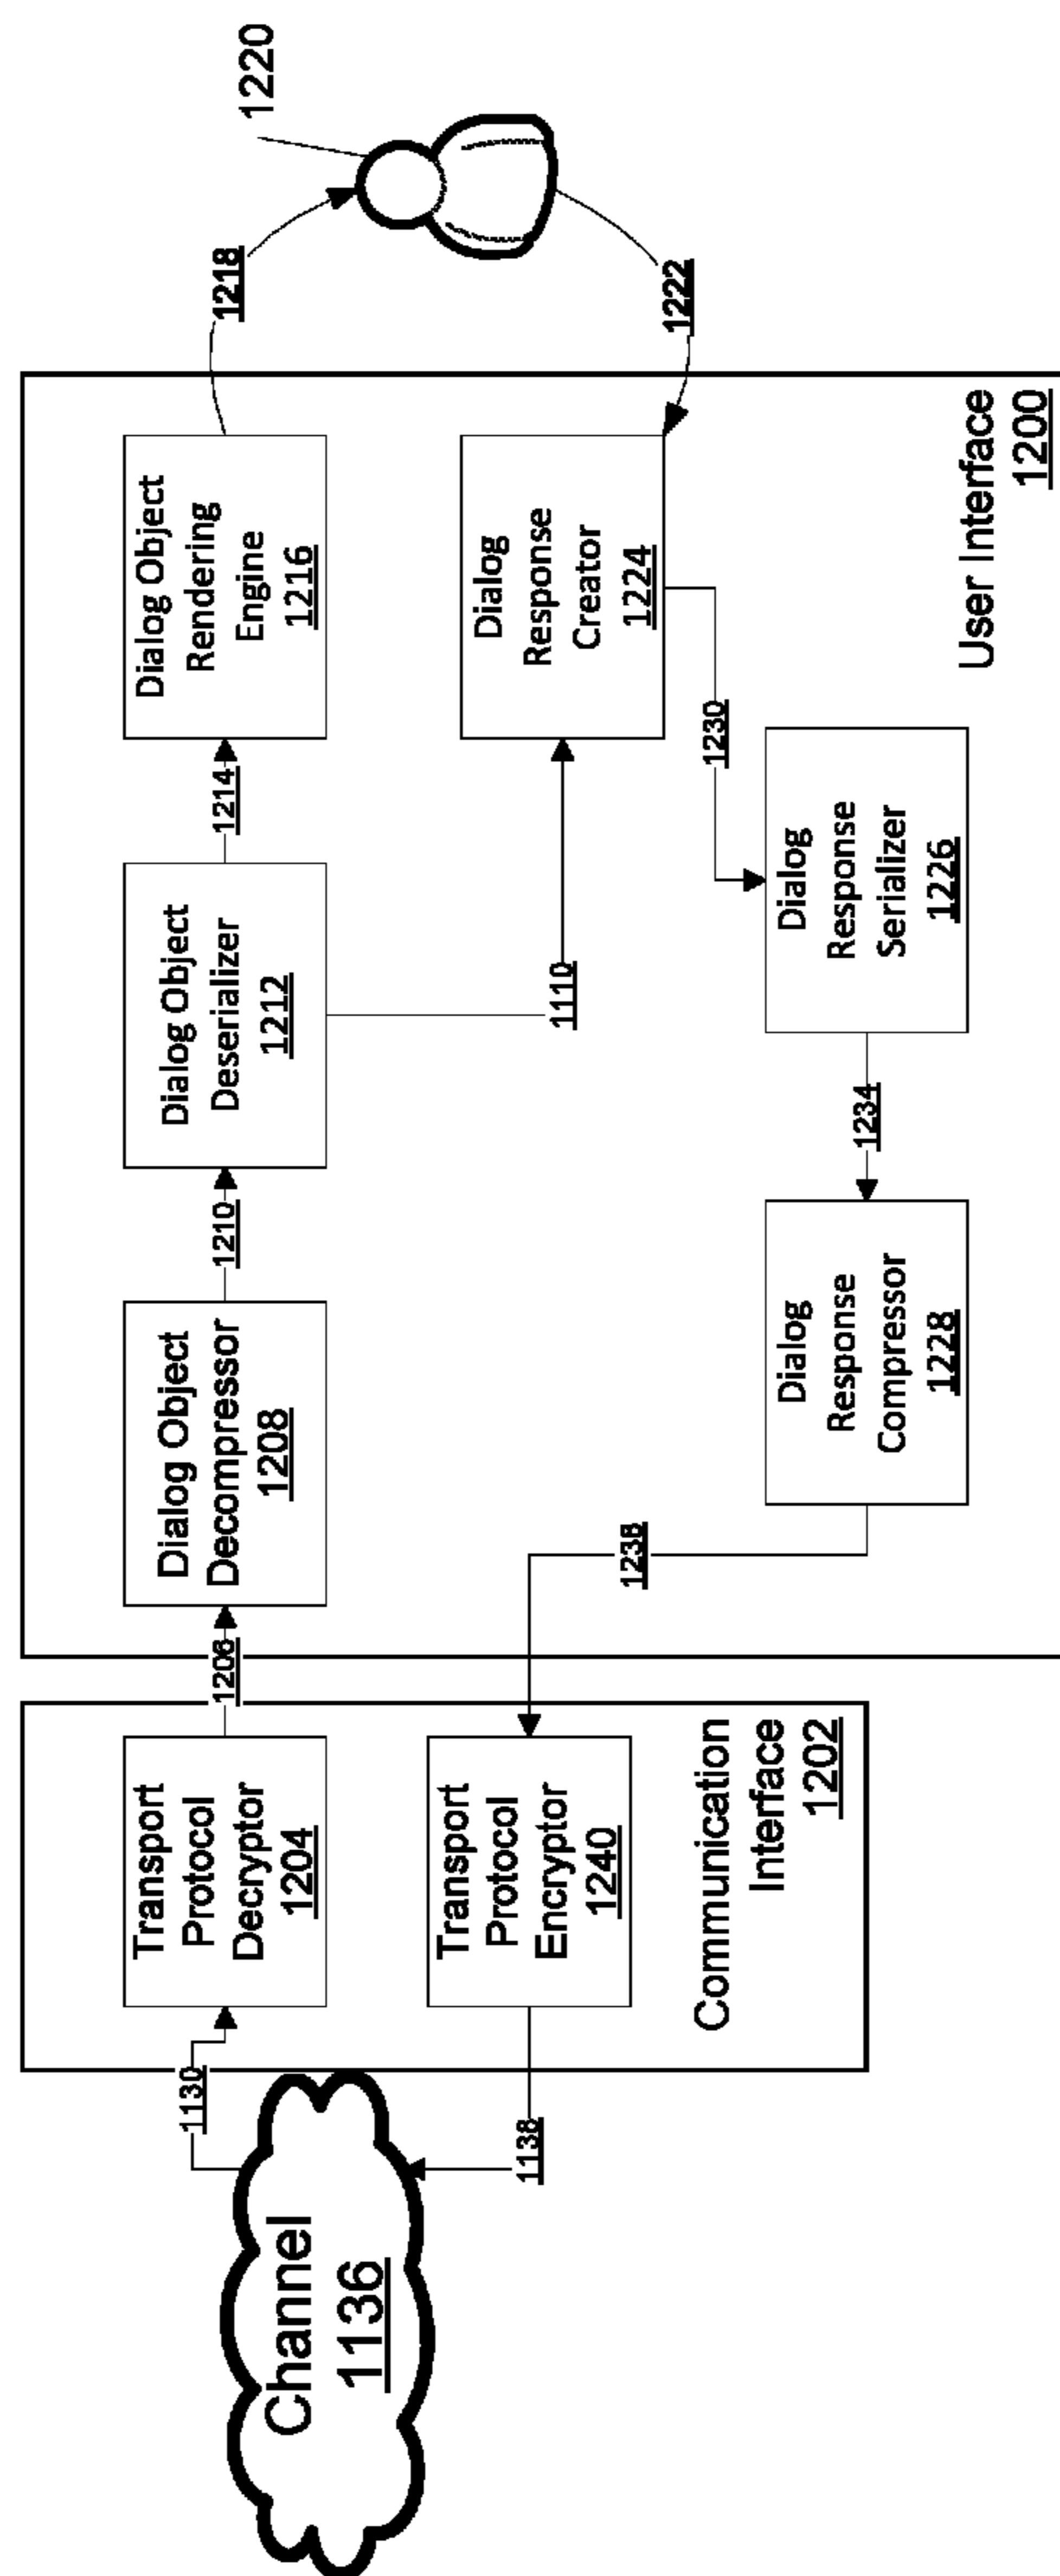 Channel
1136
1130
1138
Transport
Protocol
Decryptor
1204
Transport
Protocol
Encryptor
1240
Communication
Interface
1202
1206
1238
Dialog Object
Decompressor
1208
1210
Dialog Object
Deserializer
1212
1214
1110
Dialog Object
Rendering
Engine
1216
Dialog
Response
Creator
1224
1230
Dialog
Response
Serializer
1226
1234
Dialog
Response
Compressor
1228
User Interface
1200
1218
1220
1222